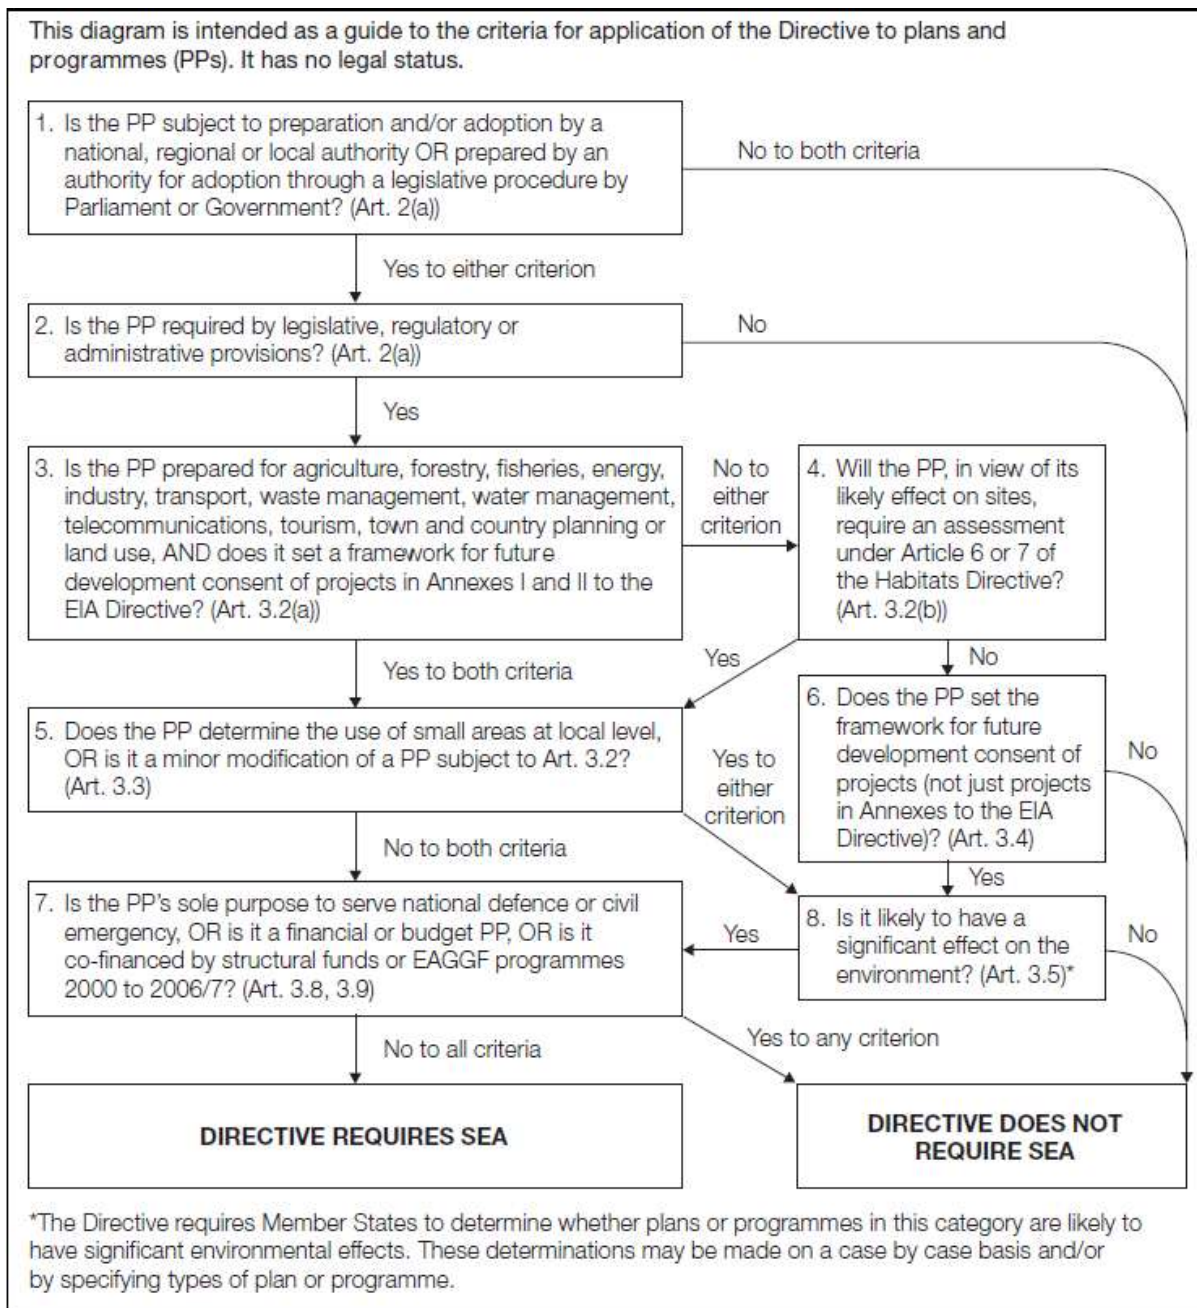 This diagram is intended as a guide to the criteria for application of the Directive to plans and
programmes (PPs). It has no legal status.
1. Is the PP subject to preparation and/or adoption by a
national, regional or local authority OR prepared by an
authority for adoption through a legislative procedure by
Parliament or Government? (Art. 2(a))
No to both criteria
Yes to either criterion
2. Is the PP required by legislative, regulatory or
administrative provisions? (Art. 2(a))
No
Yes
3. Is the PP prepared for agriculture, forestry, fisheries, energy,
industry, transport, waste management, water management,
telecommunications, tourism, town and country planning or
land use, AND does it set a framework for future
development consent of projects in Annexes I and II to the
EIA Directive? (Art. 3.2(a))
No to
either
criterion
4. Will the PP, in view of its
likely effect on sites,
require an assessment
under Article 6 or 7 of
the Habitats Directive?
(Art. 3.2(b))
Yes to both criteria
Yes
No
5. Does the PP determine the use of small areas at local level,
OR is it a minor modification of a PP subject to Art. 3.2?
(Art. 3.3)
Yes to
either
criterion
6. Does the PP set the
framework for future
development consent of
projects (not just projects
in Annexes to the EIA
Directive)? (Art. 3.4)
No
No to both criteria
Yes
7. Is the PP's sole purpose to serve national defence or civil
emergency, OR is it a financial or budget PP, OR is it
co-financed by structural funds or EAGGF programmes
2000 to 2006/7? (Art. 3.8, 3.9)
Yes
8. Is it likely to have a
significant effect on the
environment? (Art. 3.5)*
No
No to all criteria
Yes to any criterion
DIRECTIVE REQUIRES SEA
DIRECTIVE DOES NOT
REQUIRE SEA
*The Directive requires Member States to determine whether plans or programmes in this category are likely to
have significant environmental effects. These determinations may be made on a case by case basis and/or
by specifying types of plan or programme.